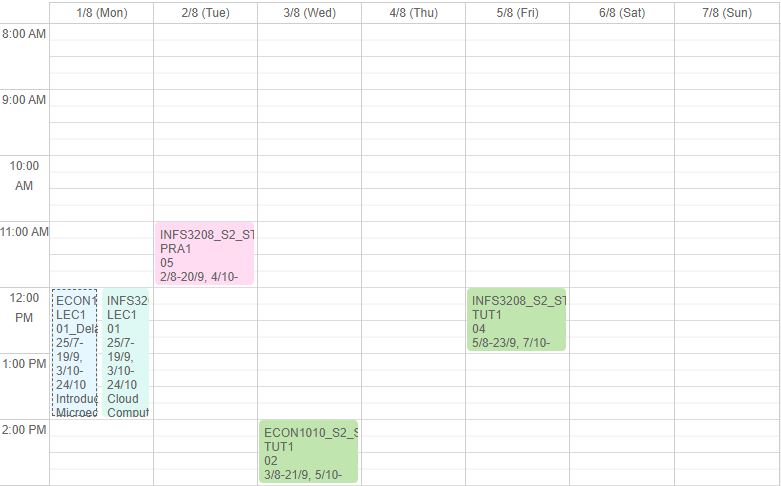 1/8 (Mon) 2/8 (Tue) 3/8 (Wed) 4/8 (Thu) 5/8 (Fri) 6/8 (Sat) 7/8 (Sun)
8:00 AM
9:00 AM
10:00
AM
11:00 AM
INFS3208_S2_ST
PRA1
05
2/8-20/9, 4/10-
12:00
PM
1:00 PM
ECON1
LEC1
01_Dela
25/7-
19/9,
3/10-
24/10
Introduc
Microec
INFS320
LEC1
01
25/7-
19/9,
3/10-
24/10
Cloud
Comput
INFS3208_S2_ST
TUT1
04
5/8-23/9, 7/10-
2:00 PM
ECON1010_S2_S
TUT1
02
3/8-21/9, 5/10-